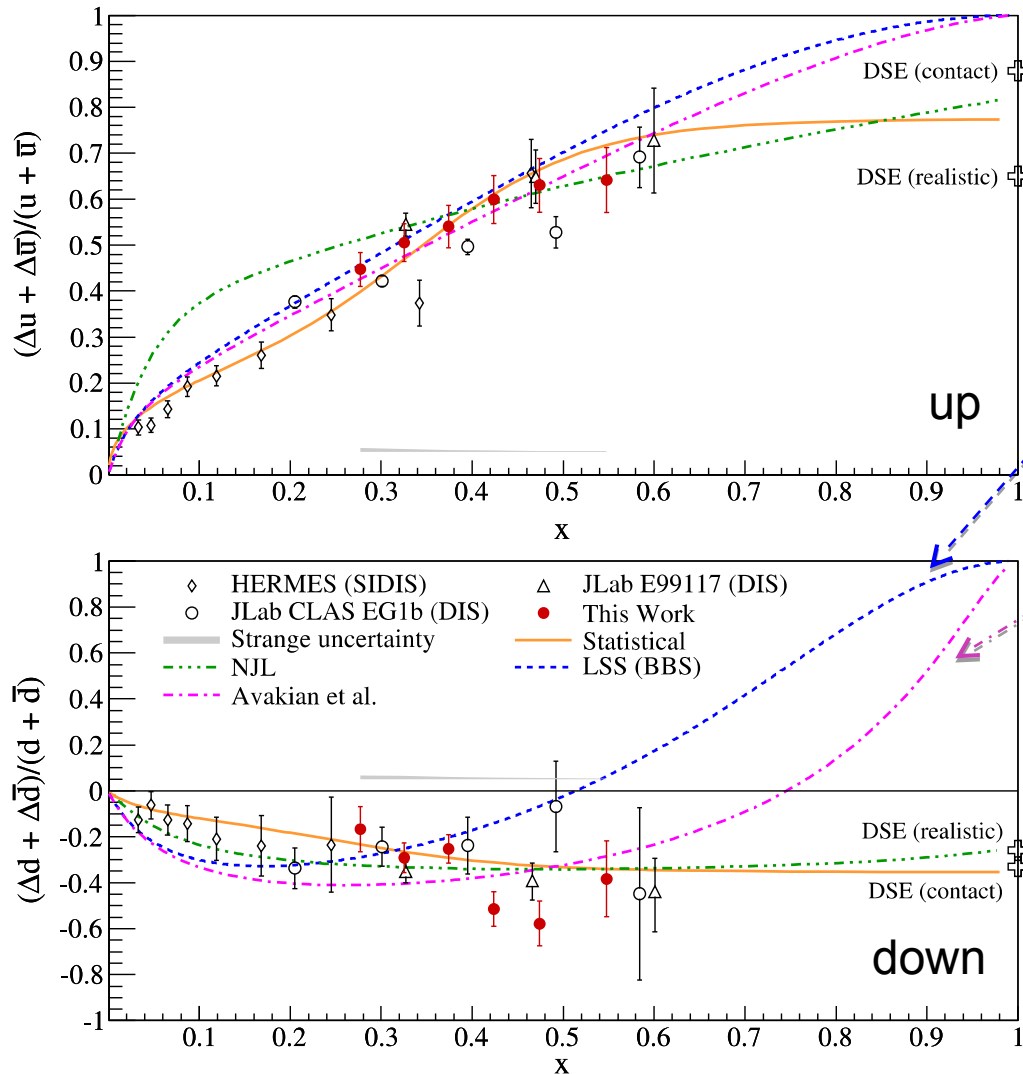 1
0.9
0.8
0.7
0.6
0.5
0.4
0.3
0.2
0.1
0
(Δu + Δu̅)/(u + u̅)
DSE (contact)
DSE (realistic)
up
0.1 0.2 0.3 0.4 0.5 0.6 0.7 0.8 0.9 1
x
1
0.8
0.6
0.4
0.2
0
-0.2
-0.4
-0.6
-0.8
-1
(Δd + Δd̅)/(d + d̅)
HERMES (SIDIS)
JLab E99117 (DIS)
JLab CLAS EG1b (DIS)
This Work
Strange uncertainty
Statistical
NJL
LSS (BBS)
Avakian et al.
DSE (realistic)
DSE (contact)
down
0.1 0.2 0.3 0.4 0.5 0.6 0.7 0.8 0.9 1
x